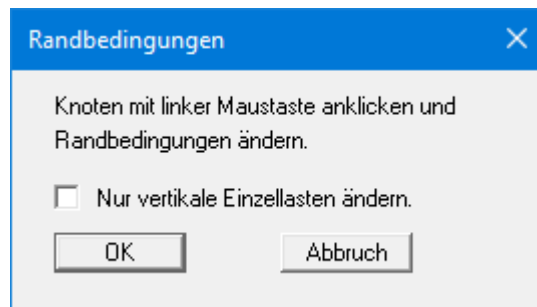 Randbedingungen
Knoten mit linker Maustaste anklicken und
Randbedingungen ändern.
Nur vertikale Einzellasten ändern.
OK
Abbruch